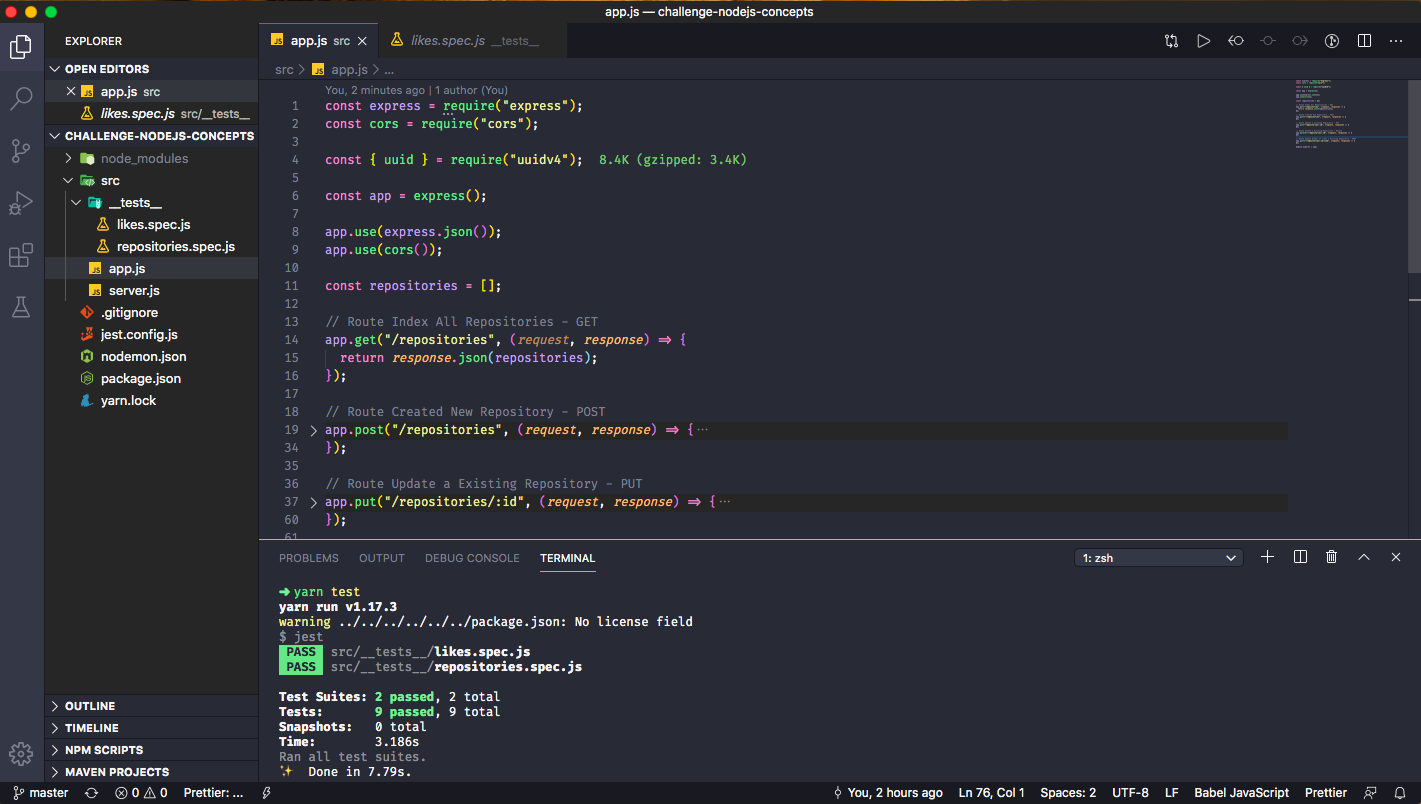 app.js — challenge-nodejs-concepts
EXPLORER
OPEN EDITORS
app.js src
likes.spec.js src/__tests__
CHALLENGE-NODEJS-CONCEPTS
node_modules
src
__tests__
likes.spec.js
repositories.spec.js
app.js
server.js
.gitignore
jest.config.js
nodemon.json
package.json
yarn.lock
OUTLINE
TIMELINE
NPM SCRIPTS
MAVEN PROJECTS
app.js src
likes.spec.js __tests__
src > app.js > ...
You, 2 minutes ago | 1 author (You)
1 const express = require("express");
2 const cors = require("cors");
3
4 const { uuid } = require("uuidv4"); 8.4K (gzipped: 3.4K)
5
6 const app = express();
7
8 app.use(express.json());
9 app.use(cors());
10
11 const repositories = [];
12
13 // Route Index All Repositories - GET
14 app.get("/repositories", (request, response) => {
15 return response.json(repositories);
16 });
17
18 // Route Created New Repository - POST
19 app.post("/repositories", (request, response) => { ···
34 });
35
36 // Route Update a Existing Repository - PUT
37 app.put("/repositories/:id", (request, response) => { ···
60 });
61
PROBLEMS OUTPUT DEBUG CONSOLE TERMINAL
1: zsh
➜ yarn test
yarn run v1.17.3
warning ../../../../../../package.json: No license field
$ jest
PASS src/__tests__/likes.spec.js
PASS src/__tests__/repositories.spec.js
Test Suites: 2 passed, 2 total
Tests: 9 passed, 9 total
Snapshots: 0 total
Time: 3.186s
Ran all test suites.
✨ Done in 7.79s.
master 0 0 Prettier: ... You, 2 hours ago Ln 76, Col 1 Spaces: 2 UTF-8 LF Babel JavaScript Prettier